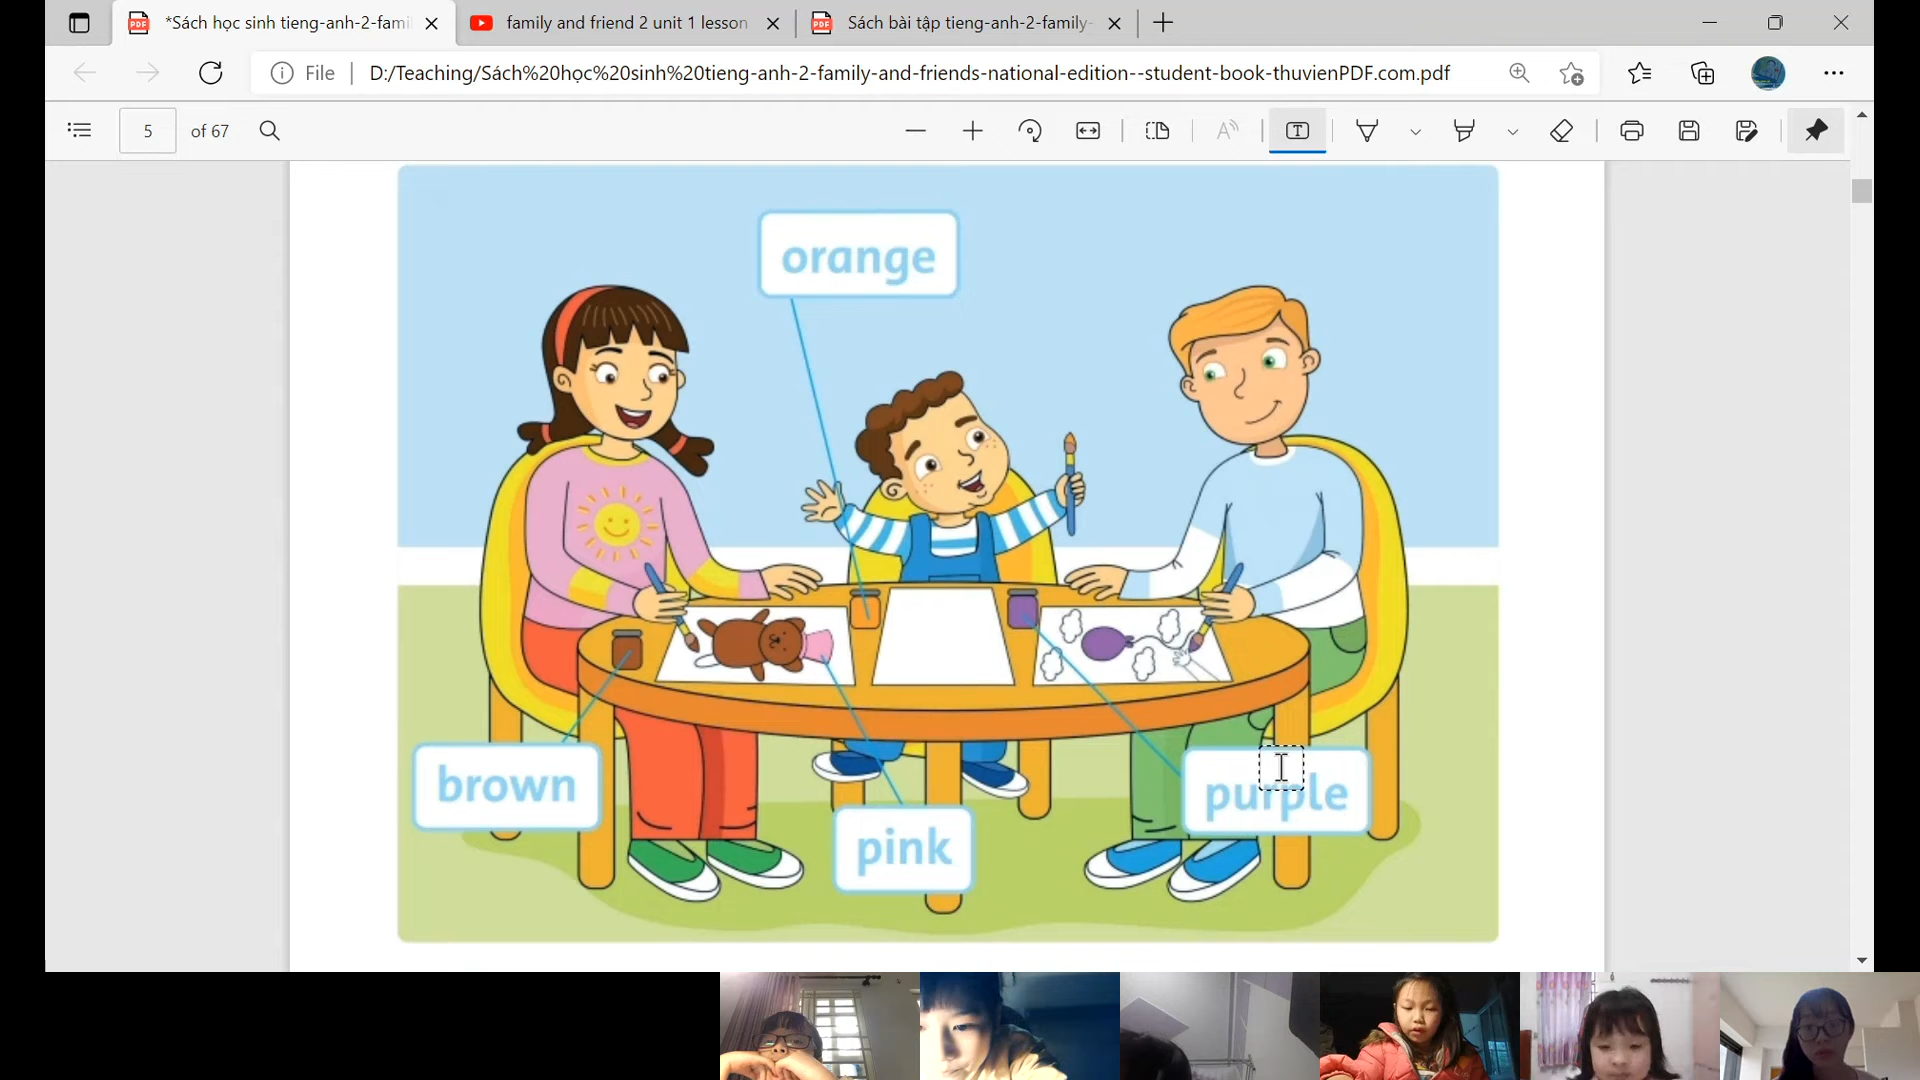 *Sách học sinh tieng-anh-2-fami
family and friend 2 unit 1 lesson
Sách bài tập tieng-anh-2-family-
File
D:/Teaching/Sách%20học%20sinh%20tieng-anh-2-family-and-friends-national-edition--student-book-thuvienPDF.com.pdf
5 of 67
orange
brown
pink
purple